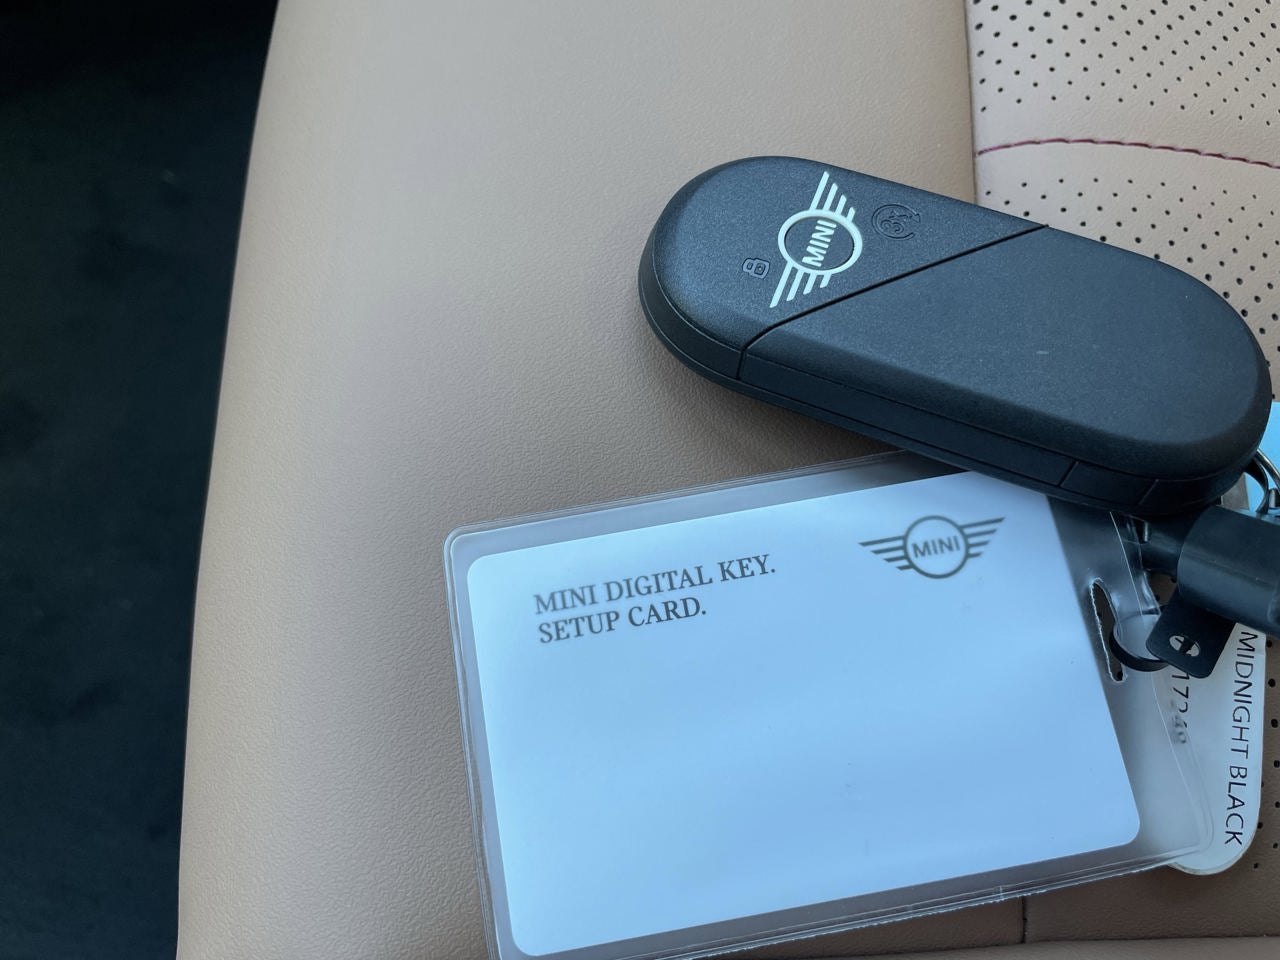 MINI
MINI DIGITAL KEY.
SETUP CARD.
MINI
MIDNIGHT BLACK